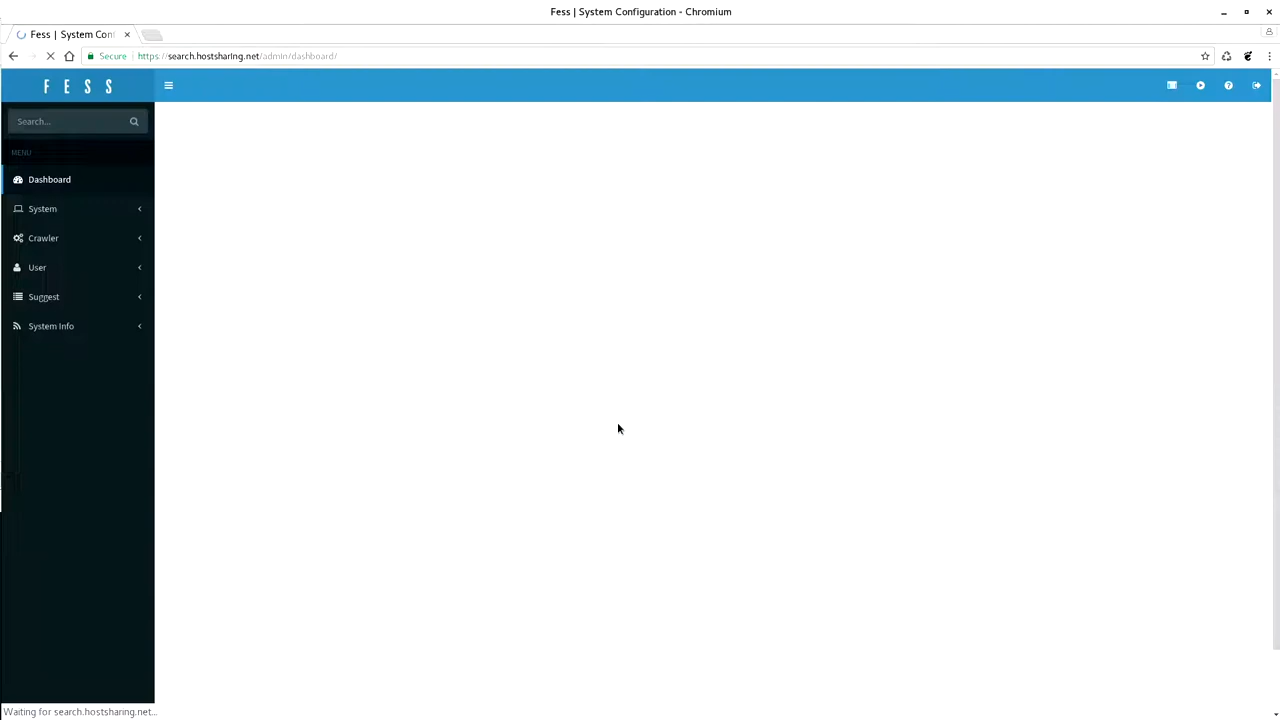 Fess | System Configuration - Chromium
Fess | System Con
Secure https://search.hostsharing.net/admin/dashboard/
FESS
Search...
MENU
Dashboard
System
Crawler
User
Suggest
System Info
Waiting for search.hostsharing.net...